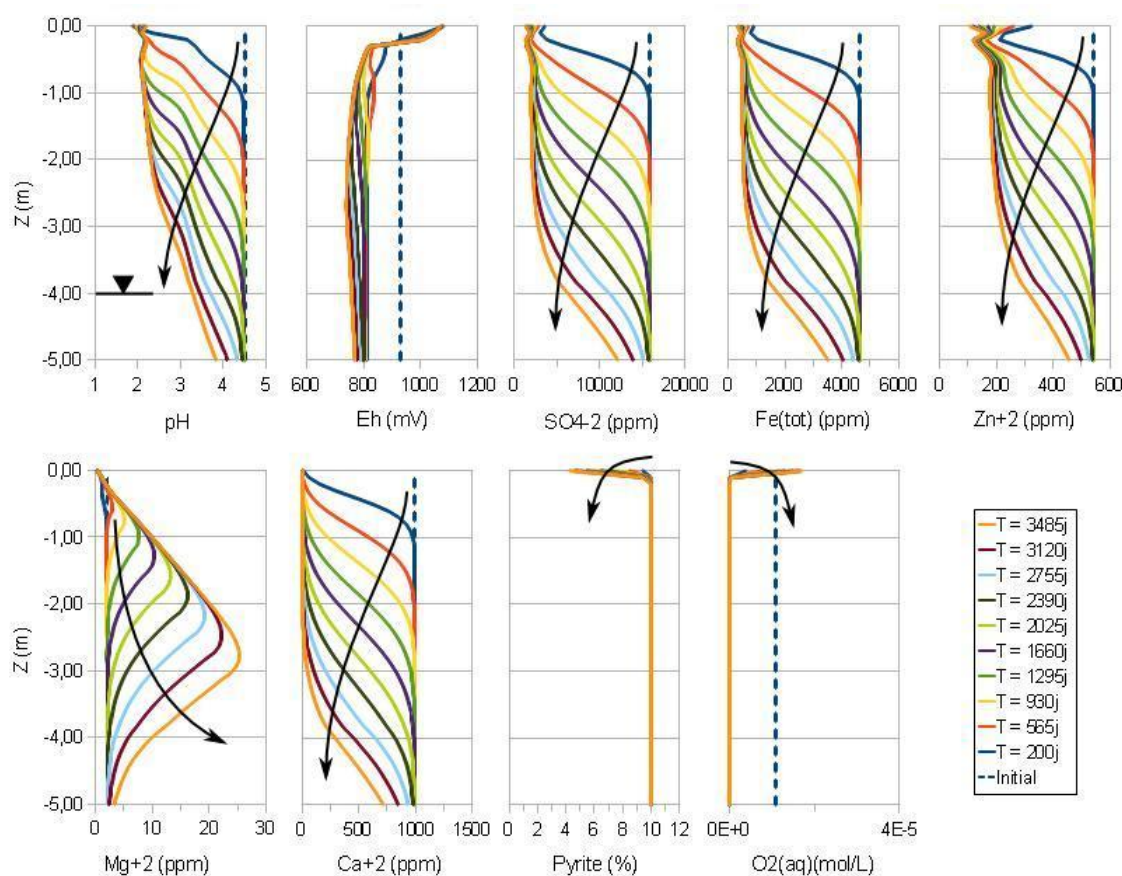 0,00
-1,00
-2,00
-3,00
-4,00
-5,00
Z (m)
1 2 3 4 5
pH
600 800 1000 1200
Eh (mV)
0 10000 20000
SO4-2 (ppm)
0 2000 4000 6000
Fe(tot) (ppm)
0 200 400 600
Zn+2 (ppm)
0,00
-1,00
-2,00
-3,00
-4,00
-5,00
Z (m)
0 10 20 30
Mg+2 (ppm)
0 500 1000 1500
Ca+2 (ppm)
0 2 4 6 8 10 12
Pyrite (%)
0E+0 4E-5
O2(aq)(mol/L)
T = 3485j
T = 3120j
T = 2755j
T = 2390j
T = 2025j
T = 1660j
T = 1295j
T = 930j
T = 565j
T = 200j
Initial